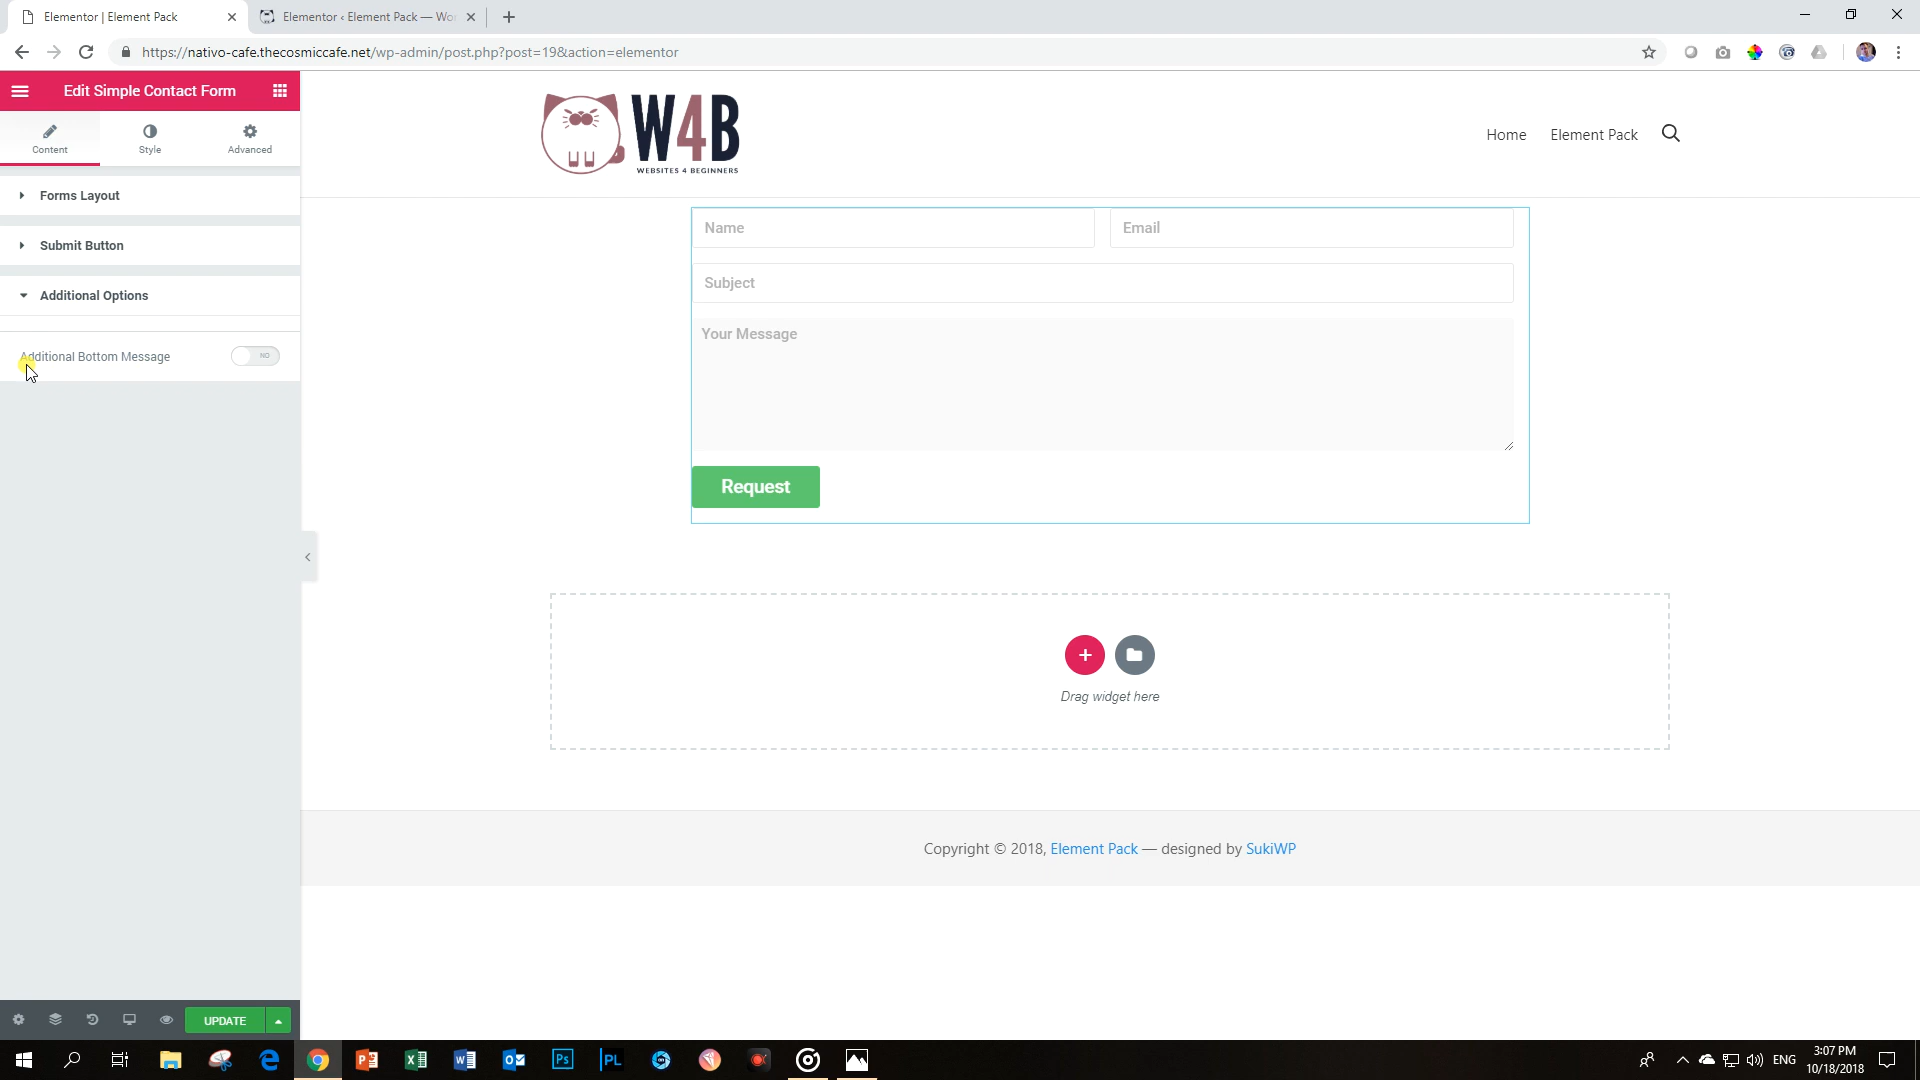 Elementor | Element Pack
Elementor ‹ Element Pack — Wor
https://nativo-cafe.thecosmiccafe.net/wp-admin/post.php?post=19&action=elementor
Edit Simple Contact Form
Content
Style
Advanced
Forms Layout
Submit Button
Additional Options
Additional Bottom Message
NO
UPDATE
W4B
WEBSITES 4 BEGINNERS
Home
Element Pack
Name
Email
Subject
Your Message
Request
Drag widget here
Copyright © 2018, Element Pack — designed by SukiWP
ENG
3:07 PM
10/18/2018